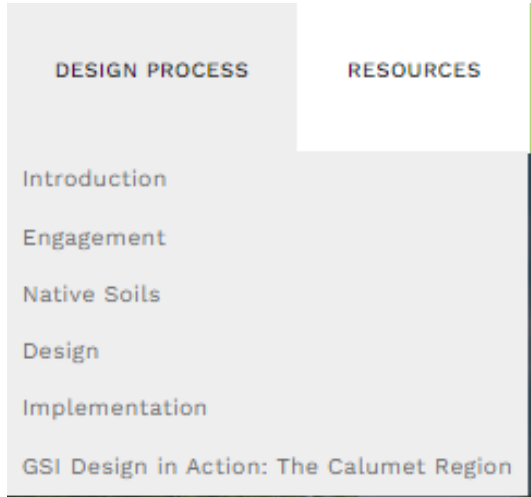 DESIGN PROCESS RESOURCES
Introduction
Engagement
Native Soils
Design
Implementation
GSI Design in Action: The Calumet Region